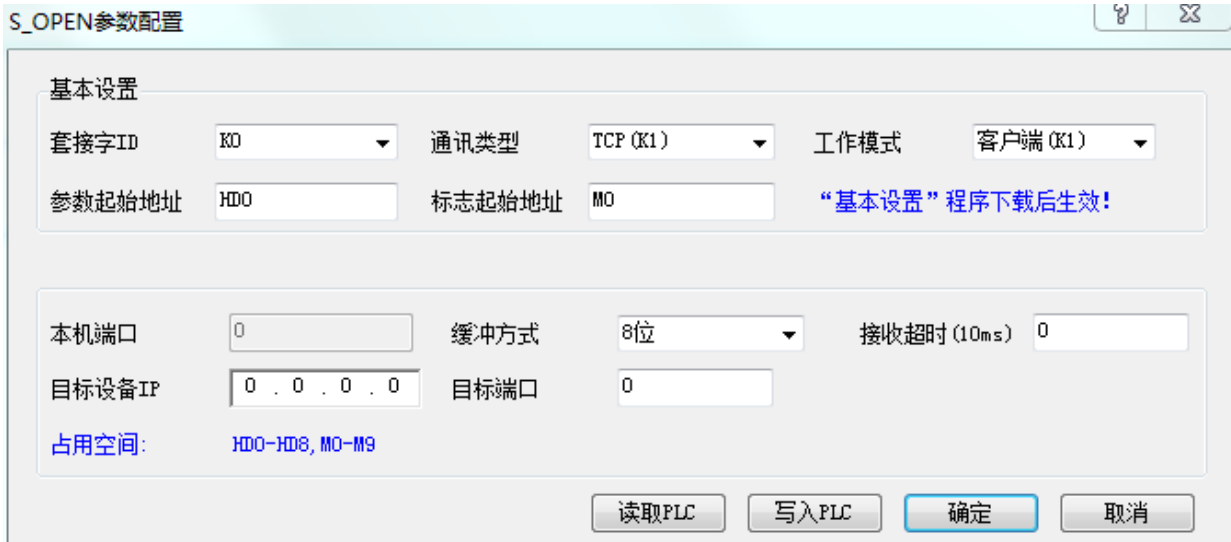 S_OPEN参数配置
基本设置
套接字ID K0 通讯类型 TCP(K1) 工作模式 客户端(K1)
参数起始地址 HD0 标志起始地址 M0 “基本设置”程序下载后生效!
本机端口 0 缓冲方式 8位 接收超时(10ms) 0
目标设备IP 0 . 0 . 0 . 0 目标端口 0
占用空间: HD0-HD8,M0-M9
读取PLC 写入PLC 确定 取消